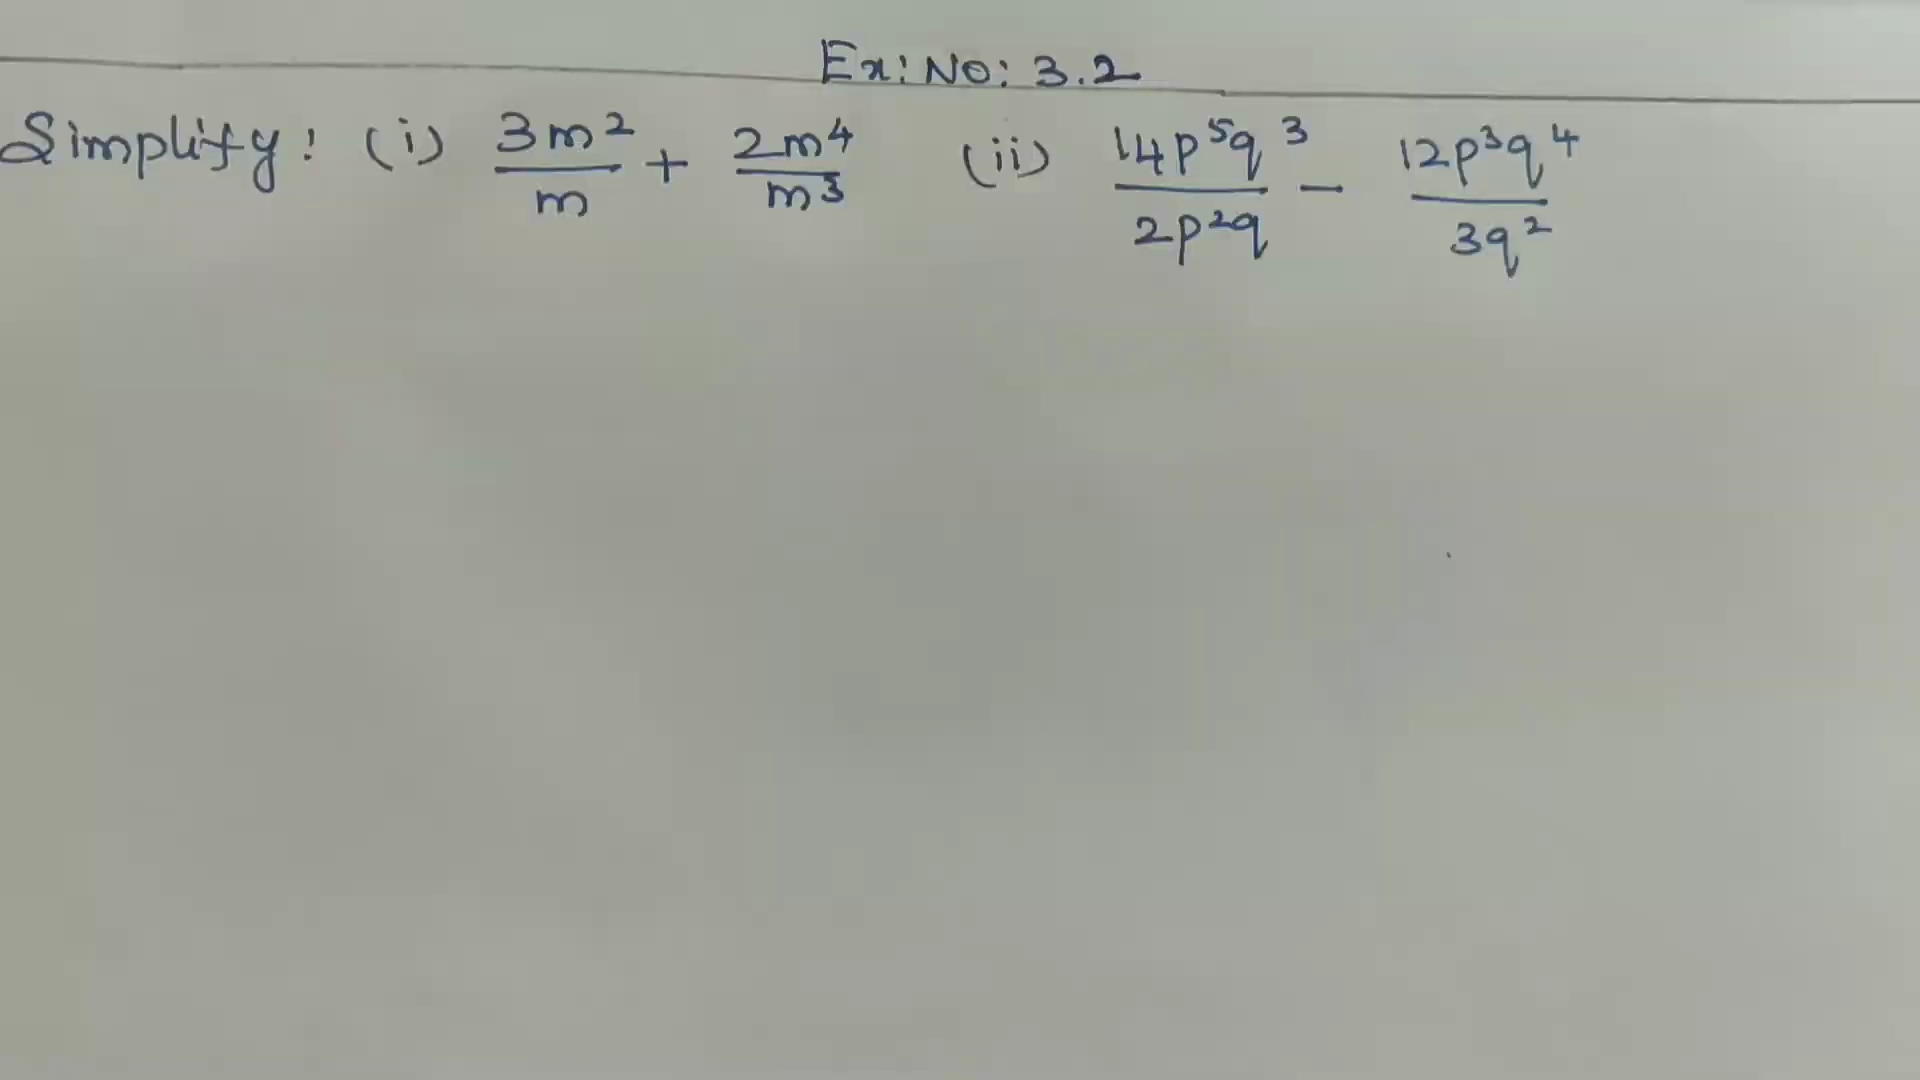 Ex: No: 3.2
Simplify: (i) 3m²/m + 2m⁴/m³ (ii) 14p⁵q³/2p²q − 12p³q⁴/3q²